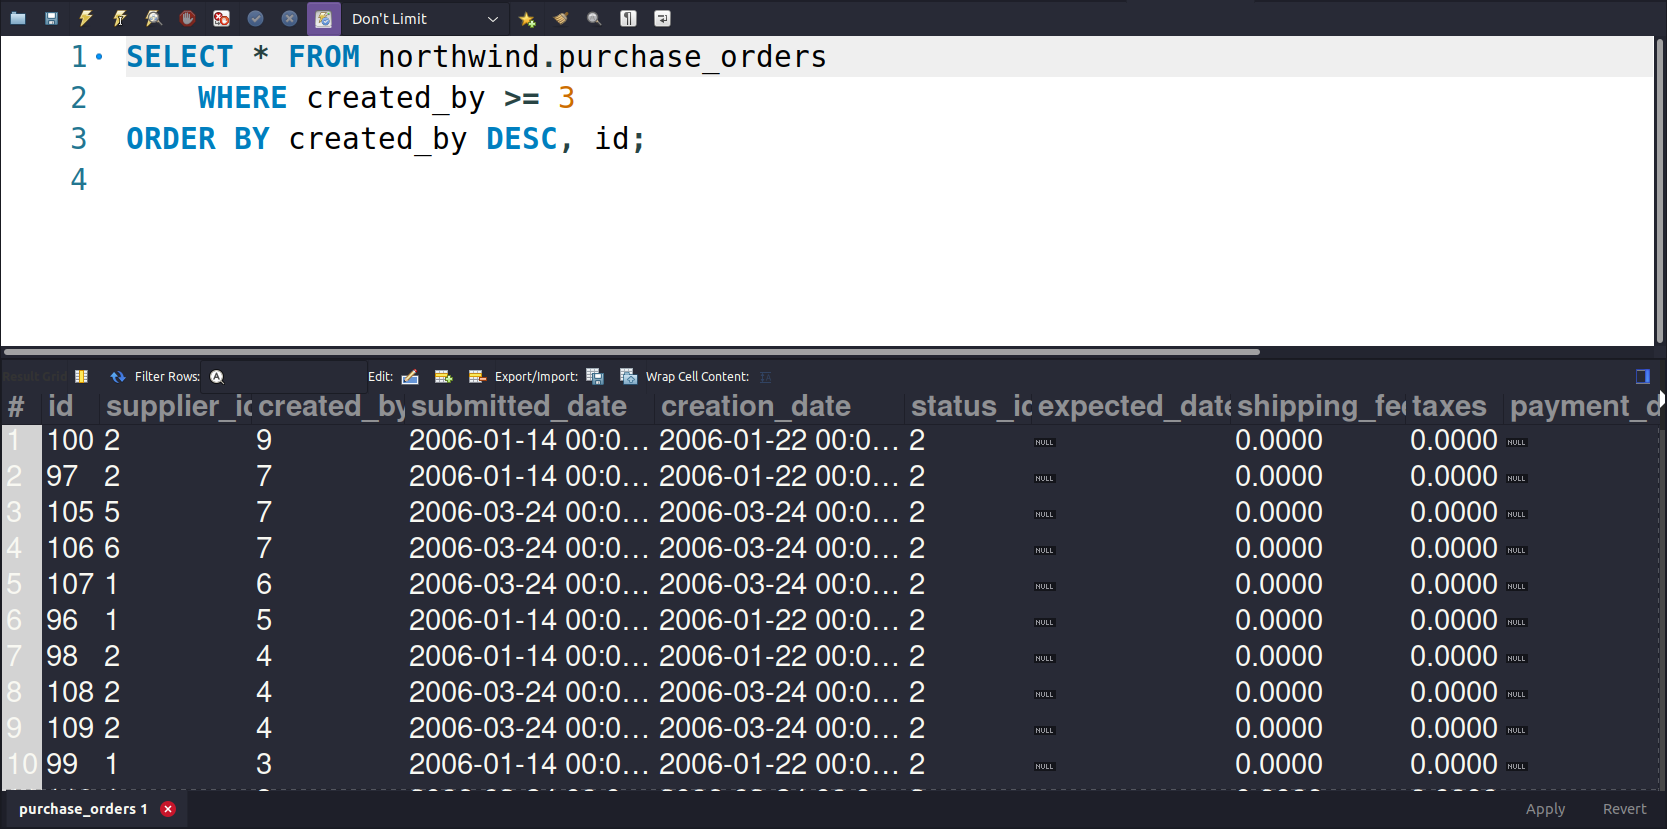 Don't Limit
1 SELECT * FROM northwind.purchase_orders
2 WHERE created_by >= 3
3 ORDER BY created_by DESC, id;
4
Result Grid Filter Rows: Edit: Export/Import: Wrap Cell Content:
# id supplier_id created_by submitted_date creation_date status_id expected_date shipping_fee taxes payment_d
1 100 2 9 2006-01-14 00:0... 2006-01-22 00:0... 2 NULL 0.0000 0.0000 NULL
2 97 2 7 2006-01-14 00:0... 2006-01-22 00:0... 2 NULL 0.0000 0.0000 NULL
3 105 5 7 2006-03-24 00:0... 2006-03-24 00:0... 2 NULL 0.0000 0.0000 NULL
4 106 6 7 2006-03-24 00:0... 2006-03-24 00:0... 2 NULL 0.0000 0.0000 NULL
5 107 1 6 2006-03-24 00:0... 2006-03-24 00:0... 2 NULL 0.0000 0.0000 NULL
6 96 1 5 2006-01-14 00:0... 2006-01-22 00:0... 2 NULL 0.0000 0.0000 NULL
7 98 2 4 2006-01-14 00:0... 2006-01-22 00:0... 2 NULL 0.0000 0.0000 NULL
8 108 2 4 2006-03-24 00:0... 2006-03-24 00:0... 2 NULL 0.0000 0.0000 NULL
9 109 2 4 2006-03-24 00:0... 2006-03-24 00:0... 2 NULL 0.0000 0.0000 NULL
10 99 1 3 2006-01-14 00:0... 2006-01-22 00:0... 2 NULL 0.0000 0.0000 NULL
purchase_orders 1 Apply Revert